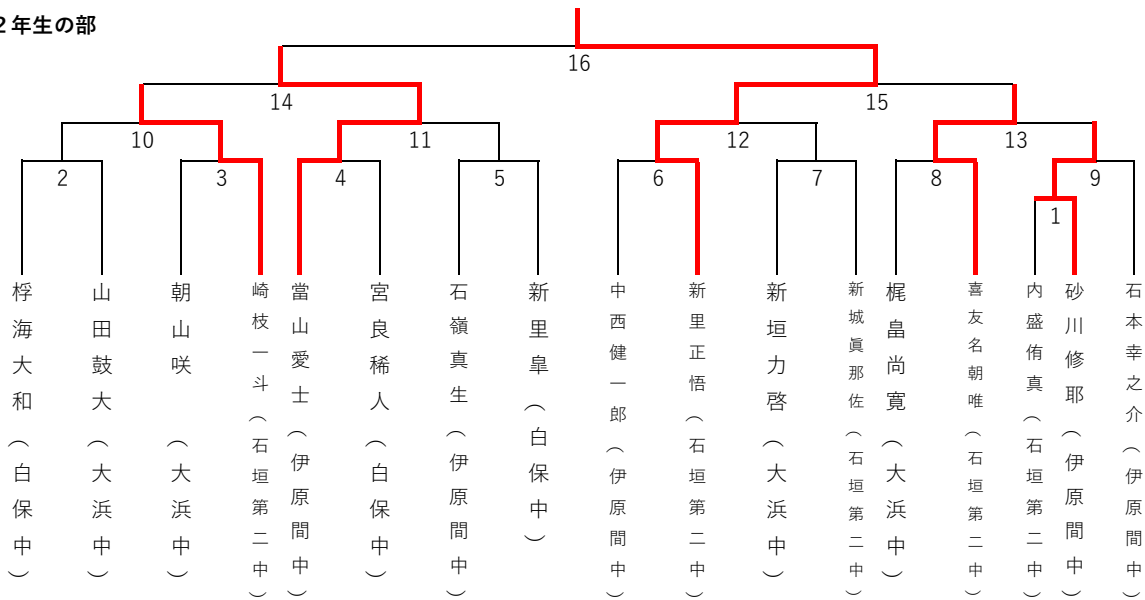 ２年生の部
16
14
15
10
11
12
13
2
3
4
5
6
7
8
9
1
桴海大和（白保中）
山田鼓大（大浜中）
朝山咲　（大浜中）
崎枝一斗（石垣第二中）
當山愛士（伊原間中）
宮良稀人（白保中）
石嶺真生（伊原間中）
新里皐（白保中）
中西健一郎（伊原間中）
新里正悟（石垣第二中）
新垣力啓（大浜中）
新城眞那佐（石垣第二中）
梶畠尚寛（大浜中）
喜友名朝唯（石垣第二中）
内盛侑真（石垣第二中）
砂川修耶（伊原間中）
石本幸之介（伊原間中）